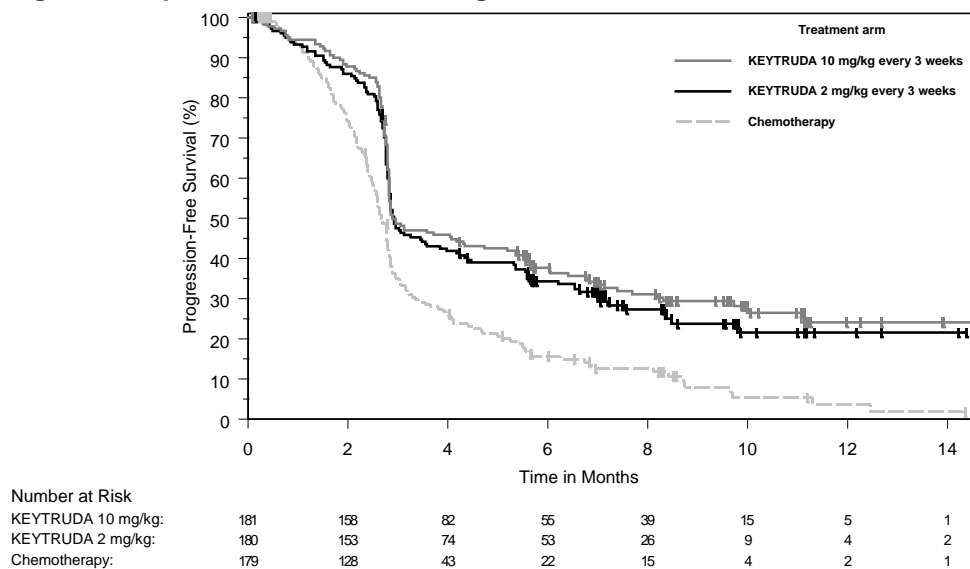 100
90
80
70
60
50
40
30
20
10
0
Progression-Free Survival (%)
Treatment arm
KEYTRUDA 10 mg/kg every 3 weeks
KEYTRUDA 2 mg/kg every 3 weeks
Chemotherapy
0 2 4 6 8 10 12 14
Time in Months
Number at Risk
KEYTRUDA 10 mg/kg: 181 158 82 55 39 15 5 1
KEYTRUDA 2 mg/kg: 180 153 74 53 26 9 4 2
Chemotherapy: 179 128 43 22 15 4 2 1